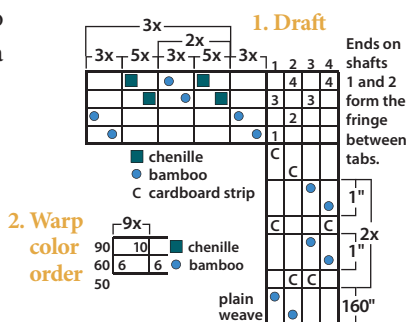 o
a
1. Draft
3x
2x
3x 5x 3x 5x 3x
1 2 3 4
4 4
3 3
2
1
Ends on
shafts
1 and 2
form the
fringe
between
tabs.
chenille
bamboo
C cardboard strip
C
C
1"
C C
2x
1"
C C
plain
weave
160"
2. Warp
color
order
9x
90 10 chenille
60 6 6 bamboo
50